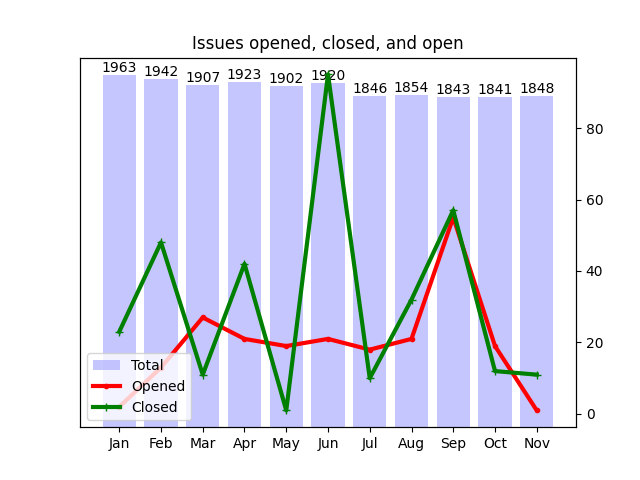 Issues opened, closed, and open
1963 1942 1907 1923 1902 1920 1846 1854 1843 1841 1848
80
60
40
20
0
Total
Opened
Closed
Jan Feb Mar Apr May Jun Jul Aug Sep Oct Nov